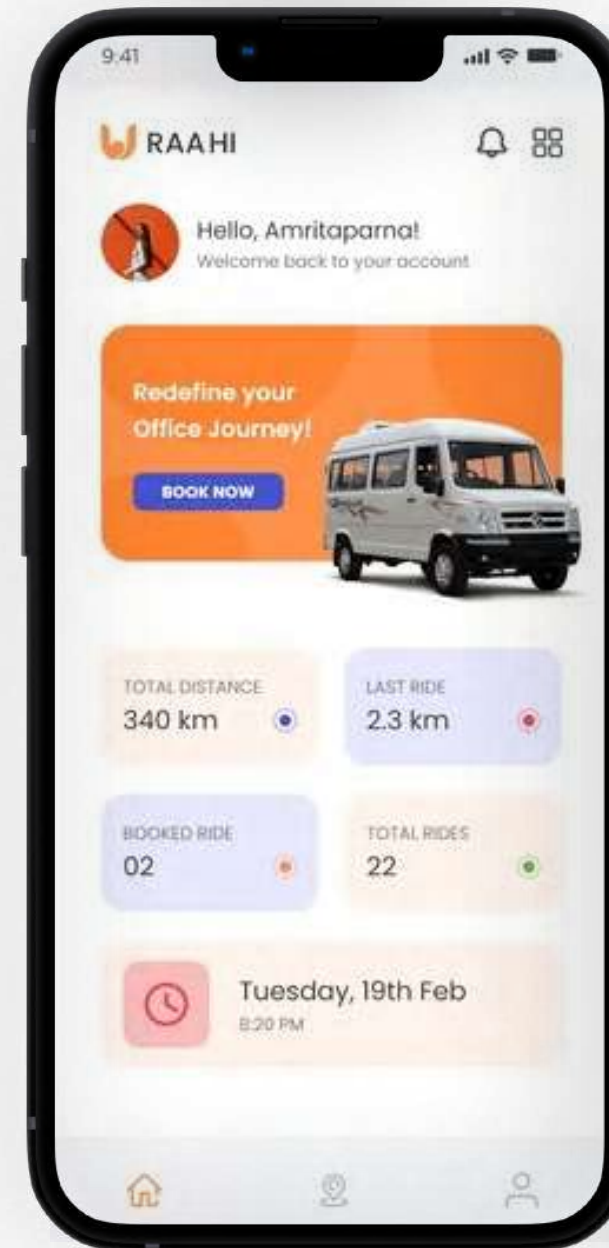 9:41
RAAHI
Hello, Amritaparna!
Welcome back to your account
Redefine your
Office Journey!
BOOK NOW
TOTAL DISTANCE
340 km
LAST RIDE
2.3 km
BOOKED RIDE
02
TOTAL RIDES
22
Tuesday, 19th Feb
8:20 PM